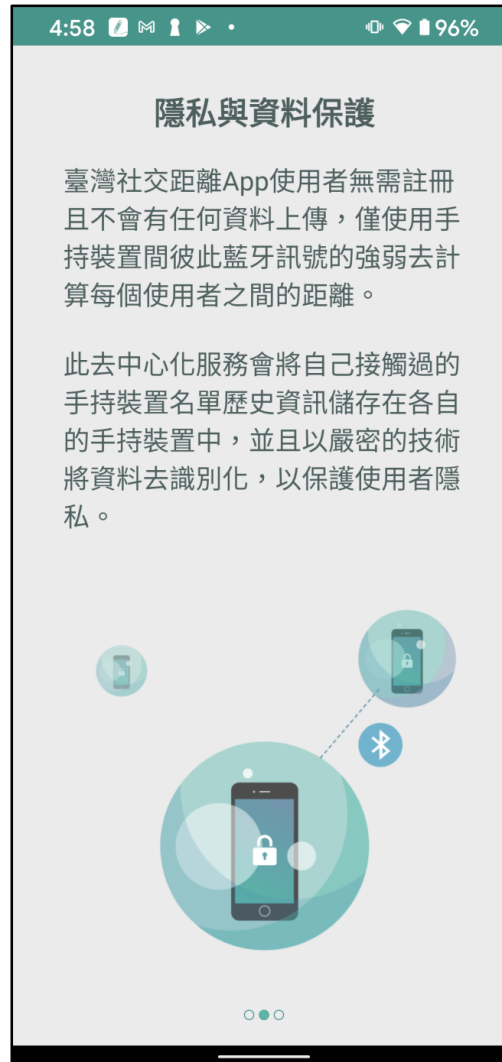 4:58
96%
隱私與資料保護
臺灣社交距離App使用者無需註冊
且不會有任何資料上傳，僅使用手
持裝置間彼此藍牙訊號的強弱去計
算每個使用者之間的距離。
此去中心化服務會將自己接觸過的
手持裝置名單歷史資訊儲存在各自
的手持裝置中，並且以嚴密的技術
將資料去識別化，以保護使用者隱
私。